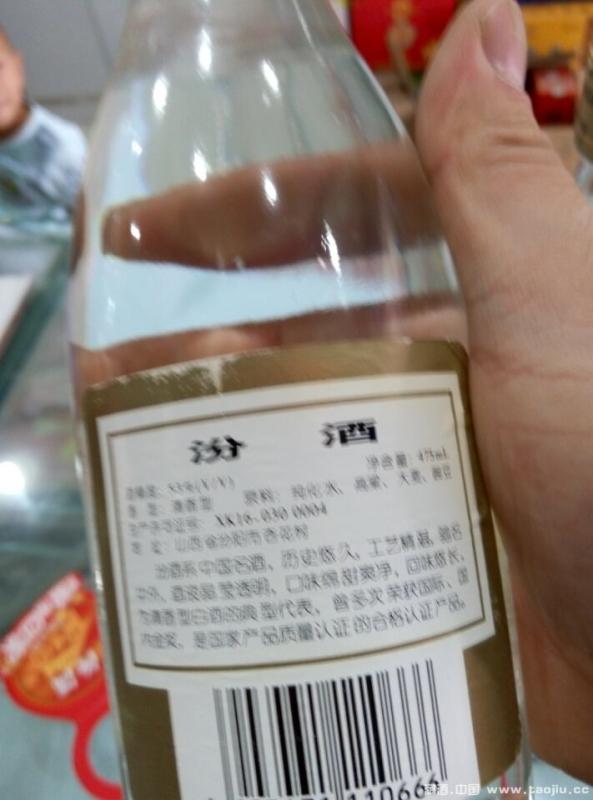 汾 酒
净含量: 475mL
酒精度: 53%(V/V)
原料: 纯化水、高粱、大麦、豌豆
香 型: 清香型
生产许可证号: XK16-030 0004
地 址: 山西省汾阳市杏花村
汾酒系中国名酒，历史悠久，工艺精湛，驰名
中外。酒液晶莹透明，口味绵甜爽净，回味悠长，
为清香型白酒的典型代表，曾多次荣获国际、国
内金奖，是国家产品质量认证的合格认证产品。
110666
淘酒.中国 www.taojiu.cc